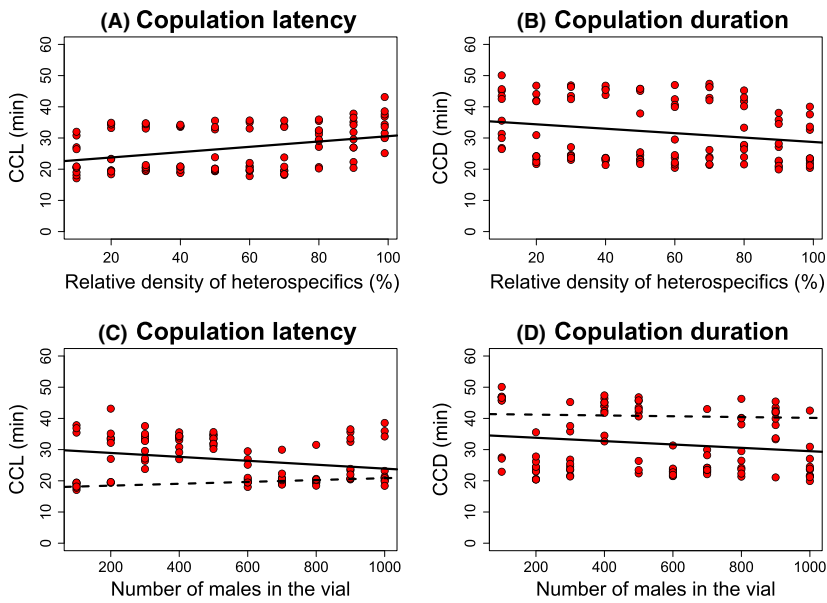 (A) Copulation latency
60
50
40
30
20
10
0
CCL (min)
20 40 60 80 100
Relative density of heterospecifics (%)
(B) Copulation duration
60
50
40
30
20
10
0
CCD (min)
20 40 60 80 100
Relative density of heterospecifics (%)
(C) Copulation latency
60
50
40
30
20
10
0
CCL (min)
200 400 600 800 1000
Number of males in the vial
(D) Copulation duration
60
50
40
30
20
10
0
CCD (min)
200 400 600 800 1000
Number of males in the vial